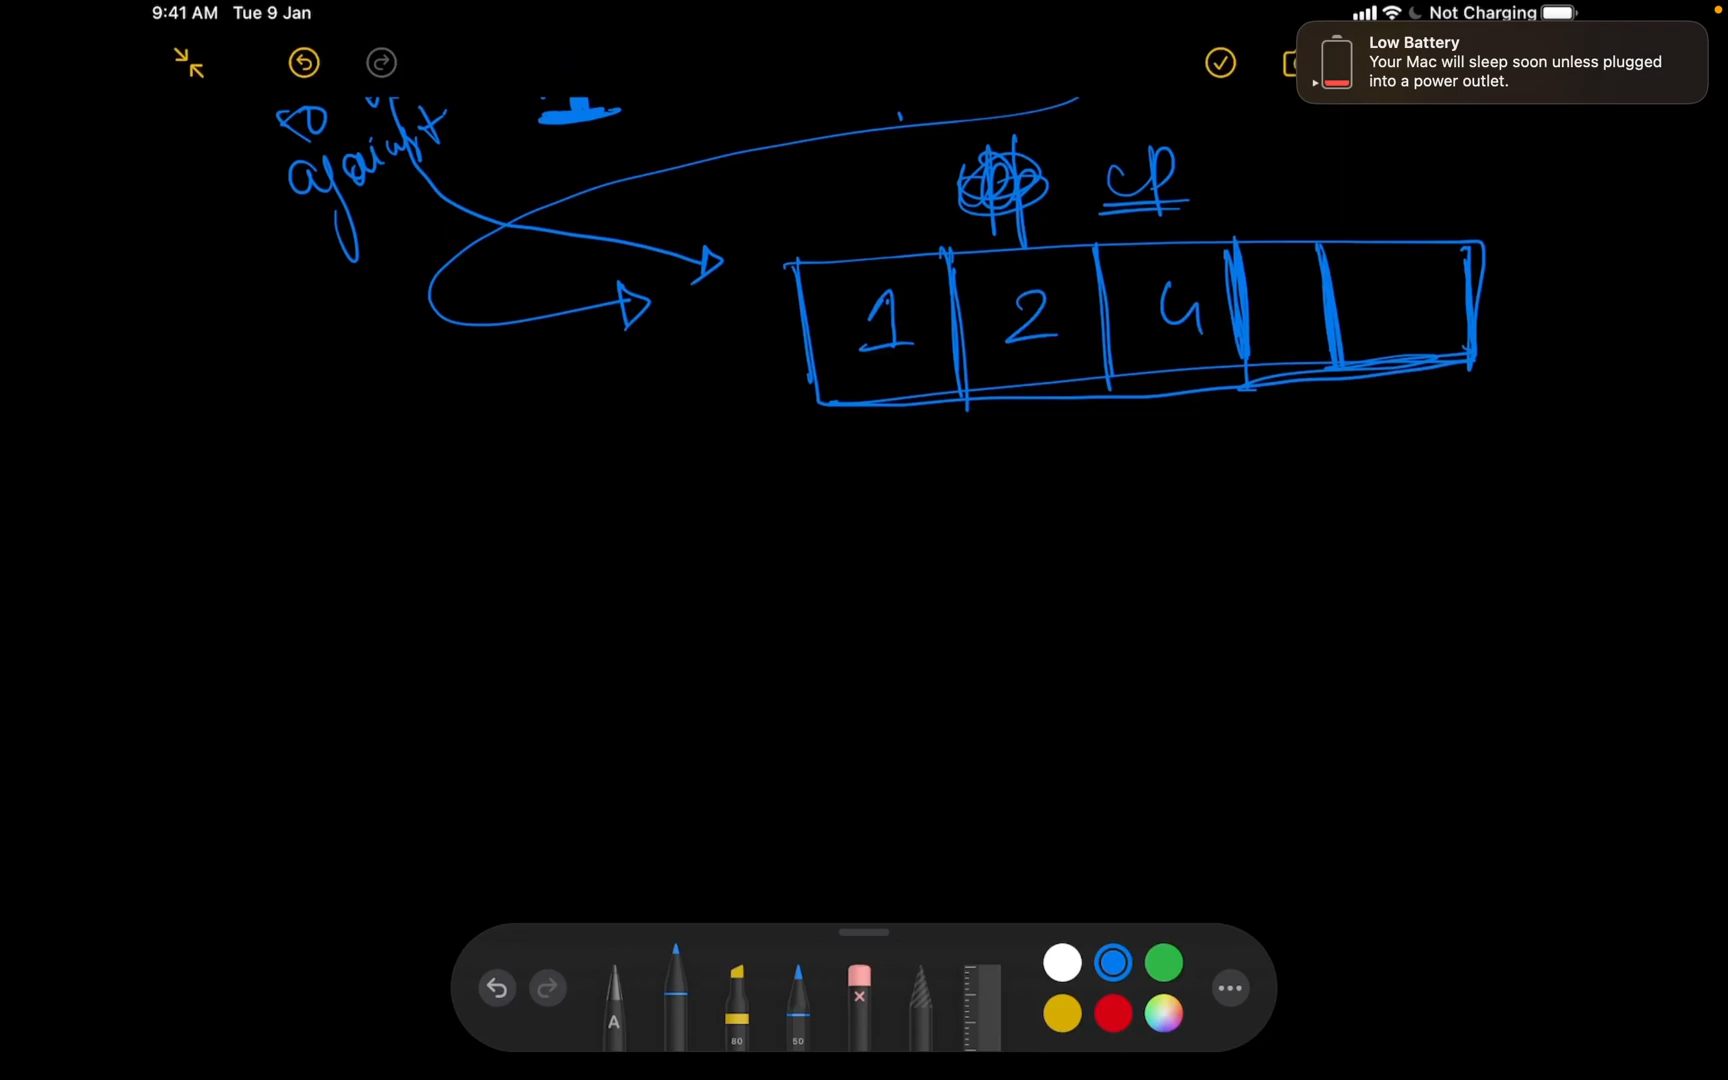 9:41 AM Tue 9 Jan
Not Charging
Low Battery
Your Mac will sleep soon unless plugged
into a power outlet.
against
cp
1 2 4
A
80
50